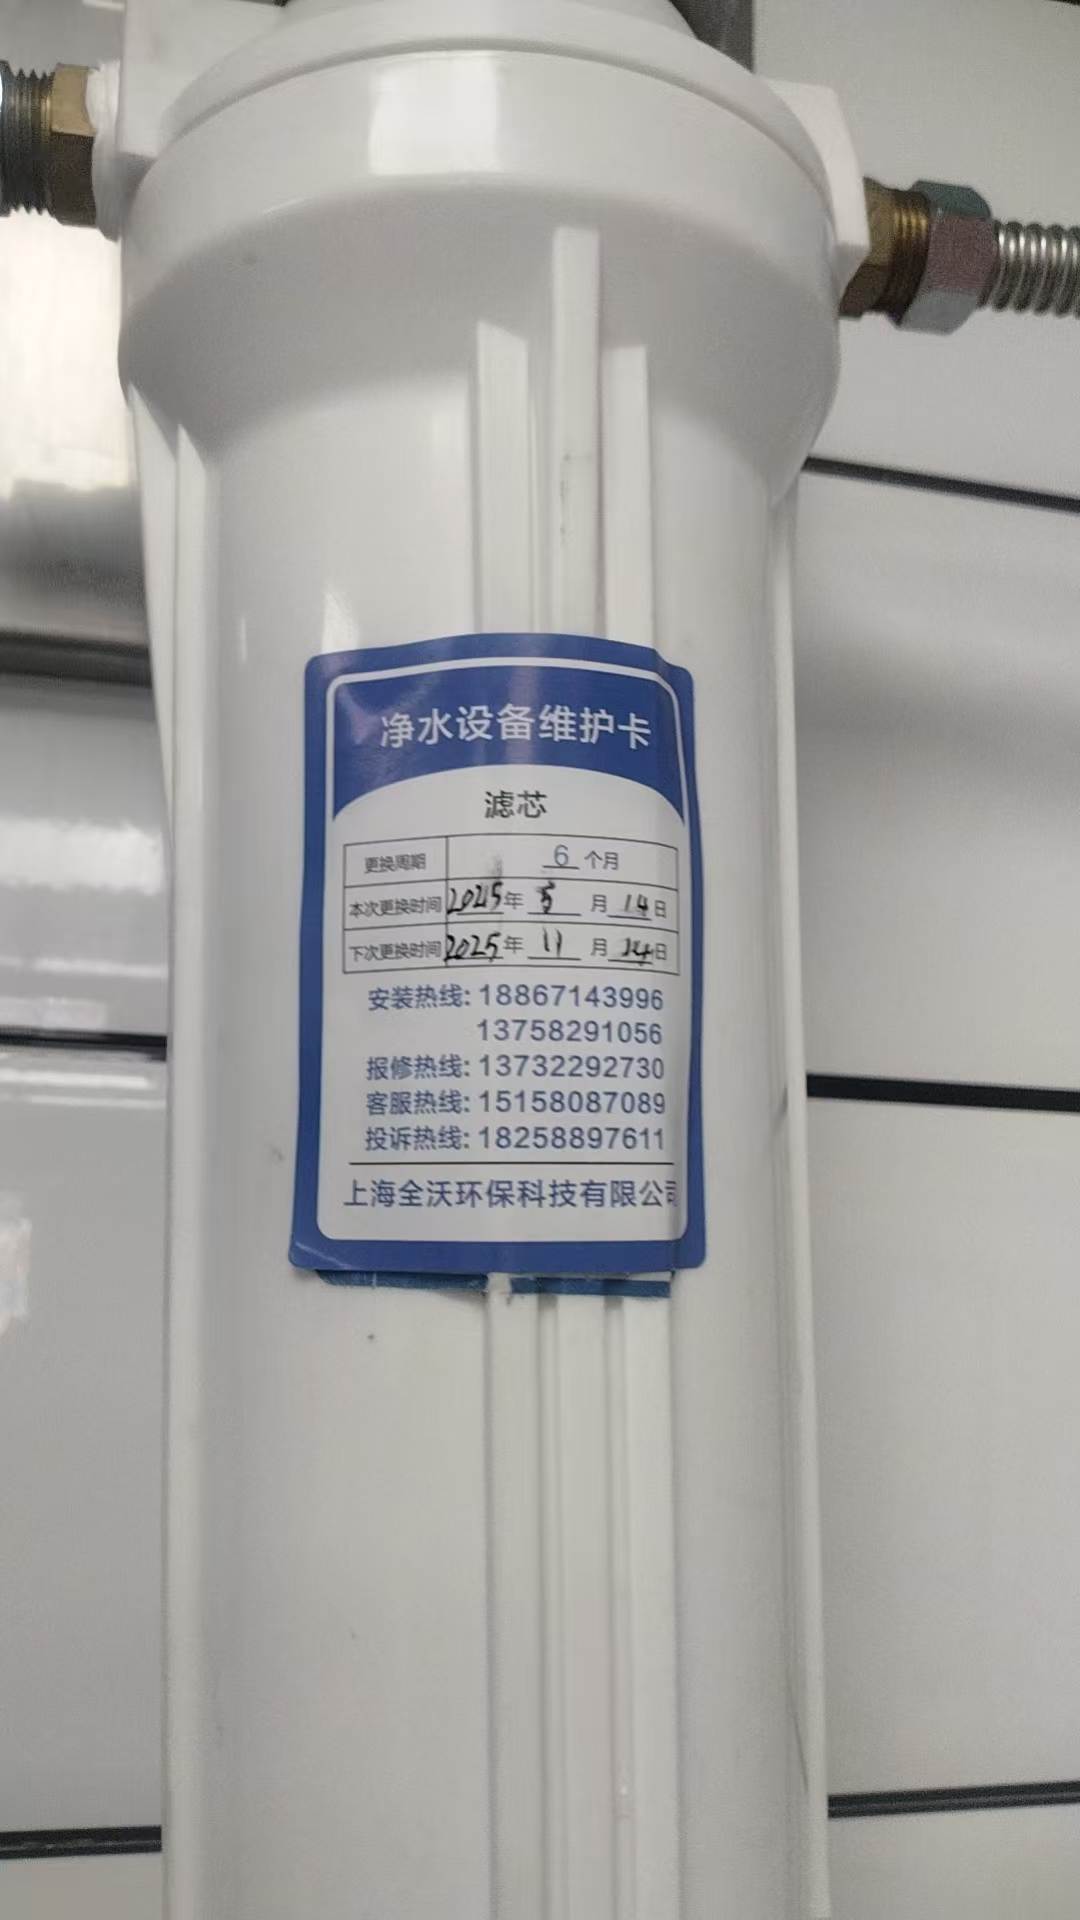 净水设备维护卡
滤芯
更换周期 6 个月
本次更换时间 2025年 5 月 14 日
下次更换时间 2025年 11 月 14 日
安装热线: 18867143996
13758291056
报修热线: 13732292730
客服热线: 15158087089
投诉热线: 18258897611
上海全沃环保科技有限公司